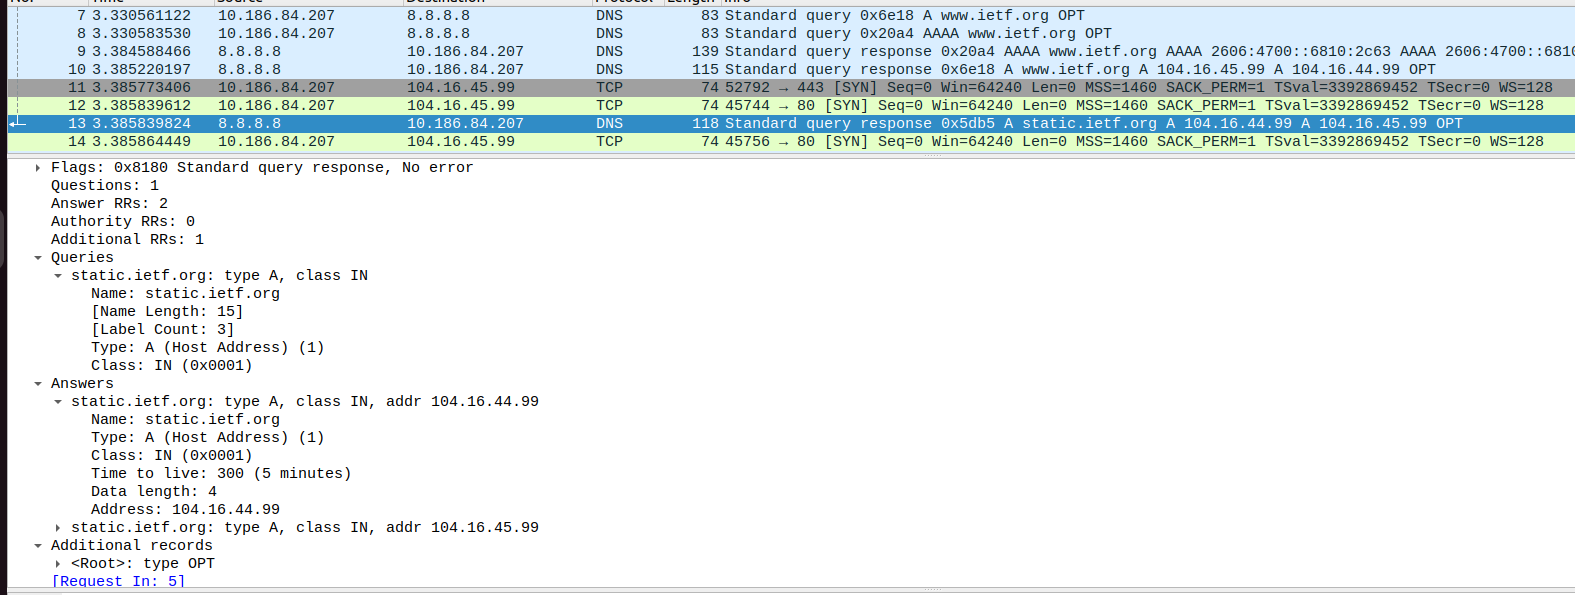 No. Time Source Destination Protocol Length Info
7 3.330561122 10.186.84.207 8.8.8.8 DNS 83 Standard query 0x6e18 A www.ietf.org OPT
8 3.330583530 10.186.84.207 8.8.8.8 DNS 83 Standard query 0x20a4 AAAA www.ietf.org OPT
9 3.384588466 8.8.8.8 10.186.84.207 DNS 139 Standard query response 0x20a4 AAAA www.ietf.org AAAA 2606:4700::6810:2c63 AAAA 2606:4700::6810
10 3.385220197 8.8.8.8 10.186.84.207 DNS 115 Standard query response 0x6e18 A www.ietf.org A 104.16.45.99 A 104.16.44.99 OPT
11 3.385773406 10.186.84.207 104.16.45.99 TCP 74 52792 → 443 [SYN] Seq=0 Win=64240 Len=0 MSS=1460 SACK_PERM=1 TSval=3392869452 TSecr=0 WS=128
12 3.385839612 10.186.84.207 104.16.45.99 TCP 74 45744 → 80 [SYN] Seq=0 Win=64240 Len=0 MSS=1460 SACK_PERM=1 TSval=3392869452 TSecr=0 WS=128
13 3.385839824 8.8.8.8 10.186.84.207 DNS 118 Standard query response 0x5db5 A static.ietf.org A 104.16.44.99 A 104.16.45.99 OPT
14 3.385864449 10.186.84.207 104.16.45.99 TCP 74 45756 → 80 [SYN] Seq=0 Win=64240 Len=0 MSS=1460 SACK_PERM=1 TSval=3392869452 TSecr=0 WS=128
Flags: 0x8180 Standard query response, No error
Questions: 1
Answer RRs: 2
Authority RRs: 0
Additional RRs: 1
Queries
static.ietf.org: type A, class IN
Name: static.ietf.org
[Name Length: 15]
[Label Count: 3]
Type: A (Host Address) (1)
Class: IN (0x0001)
Answers
static.ietf.org: type A, class IN, addr 104.16.44.99
Name: static.ietf.org
Type: A (Host Address) (1)
Class: IN (0x0001)
Time to live: 300 (5 minutes)
Data length: 4
Address: 104.16.44.99
static.ietf.org: type A, class IN, addr 104.16.45.99
Additional records
<Root>: type OPT
[Request In: 5]